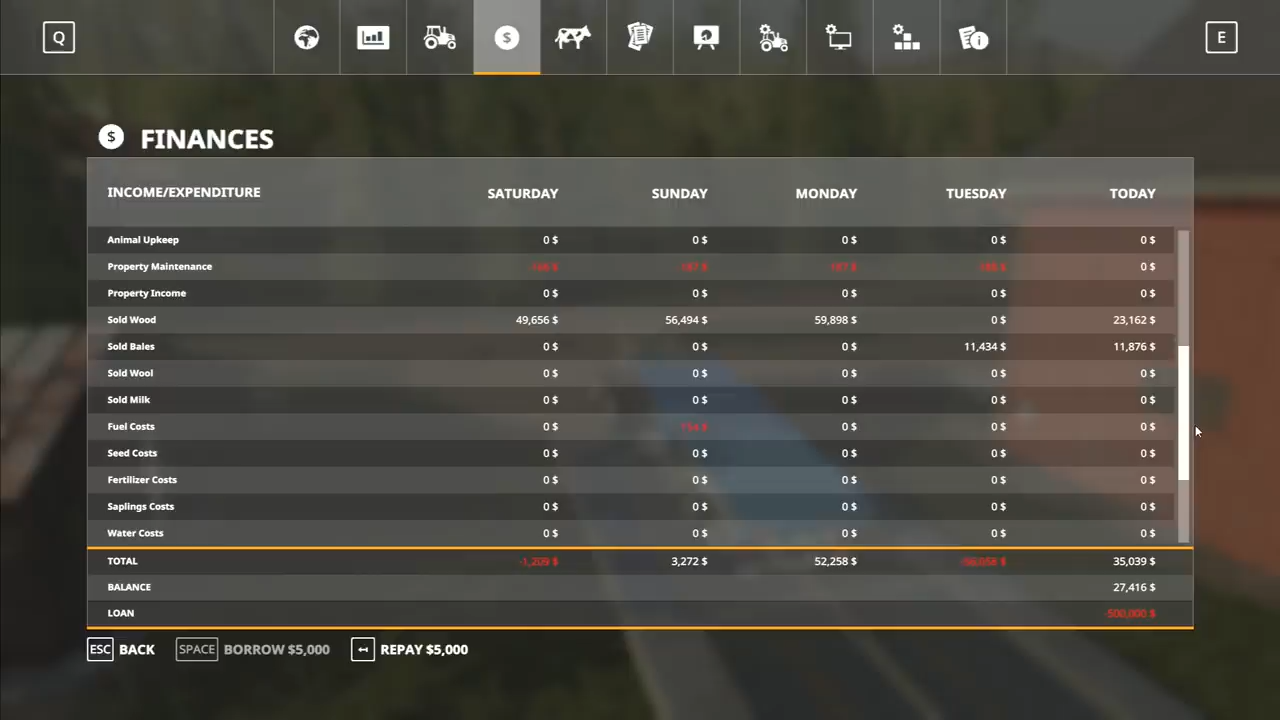 Q
$
E
$ FINANCES
INCOME/EXPENDITURE SATURDAY SUNDAY MONDAY TUESDAY TODAY
Animal Upkeep 0 $ 0 $ 0 $ 0 $ 0 $
Property Maintenance 0 $
Property Income 0 $ 0 $ 0 $ 0 $ 0 $
Sold Wood 49,656 $ 56,494 $ 59,898 $ 0 $ 23,162 $
Sold Bales 0 $ 0 $ 0 $ 11,434 $ 11,876 $
Sold Wool 0 $ 0 $ 0 $ 0 $ 0 $
Sold Milk 0 $ 0 $ 0 $ 0 $ 0 $
Fuel Costs 0 $ 0 $ 0 $ 0 $
Seed Costs 0 $ 0 $ 0 $ 0 $ 0 $
Fertilizer Costs 0 $ 0 $ 0 $ 0 $ 0 $
Saplings Costs 0 $ 0 $ 0 $ 0 $ 0 $
Water Costs 0 $ 0 $ 0 $ 0 $ 0 $
TOTAL -1,209 $ 3,272 $ 52,258 $ 35,039 $
BALANCE 27,416 $
LOAN -500,000 $
ESC BACK SPACE BORROW $5,000 REPAY $5,000